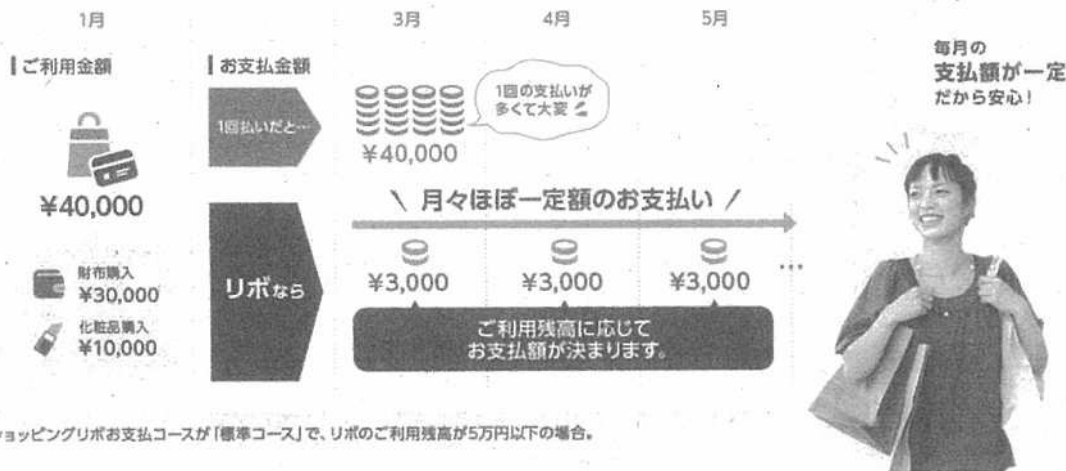 1月
3月
4月
5月
ご利用金額
お支払金額
毎月の
支払額が一定
だから安心!
1回払いだと…
1回の支払いが
多くて大変
¥40,000
¥40,000
月々ほぼ一定額のお支払い
リボなら
¥3,000
¥3,000
¥3,000
…
財布購入
¥30,000
化粧品購入
¥10,000
ご利用残高に応じて
お支払額が決まります。
ョッピングリボお支払コースが「標準コース」で、リボのご利用残高が5万円以下の場合。